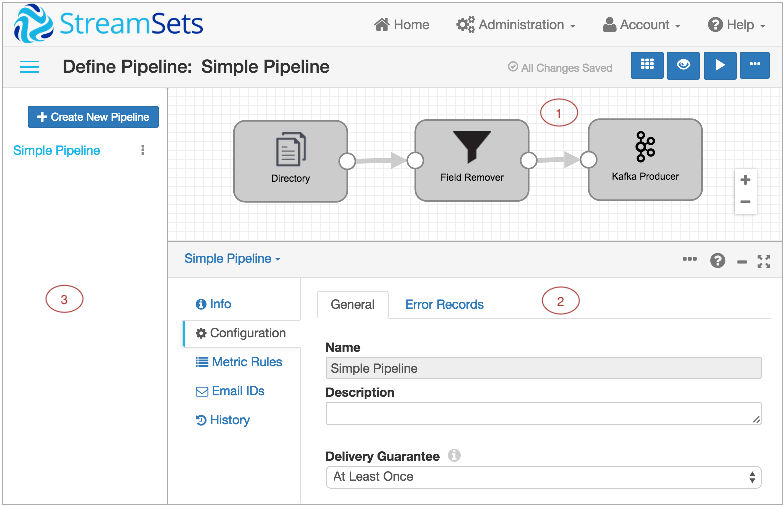 StreamSets Home Administration Account Help
Define Pipeline: Simple Pipeline All Changes Saved
Create New Pipeline
Simple Pipeline
1
Directory Field Remover Kafka Producer
3
Simple Pipeline
Info
Configuration
Metric Rules
Email IDs
History
General Error Records 2
Name
Simple Pipeline
Description
Delivery Guarantee
At Least Once